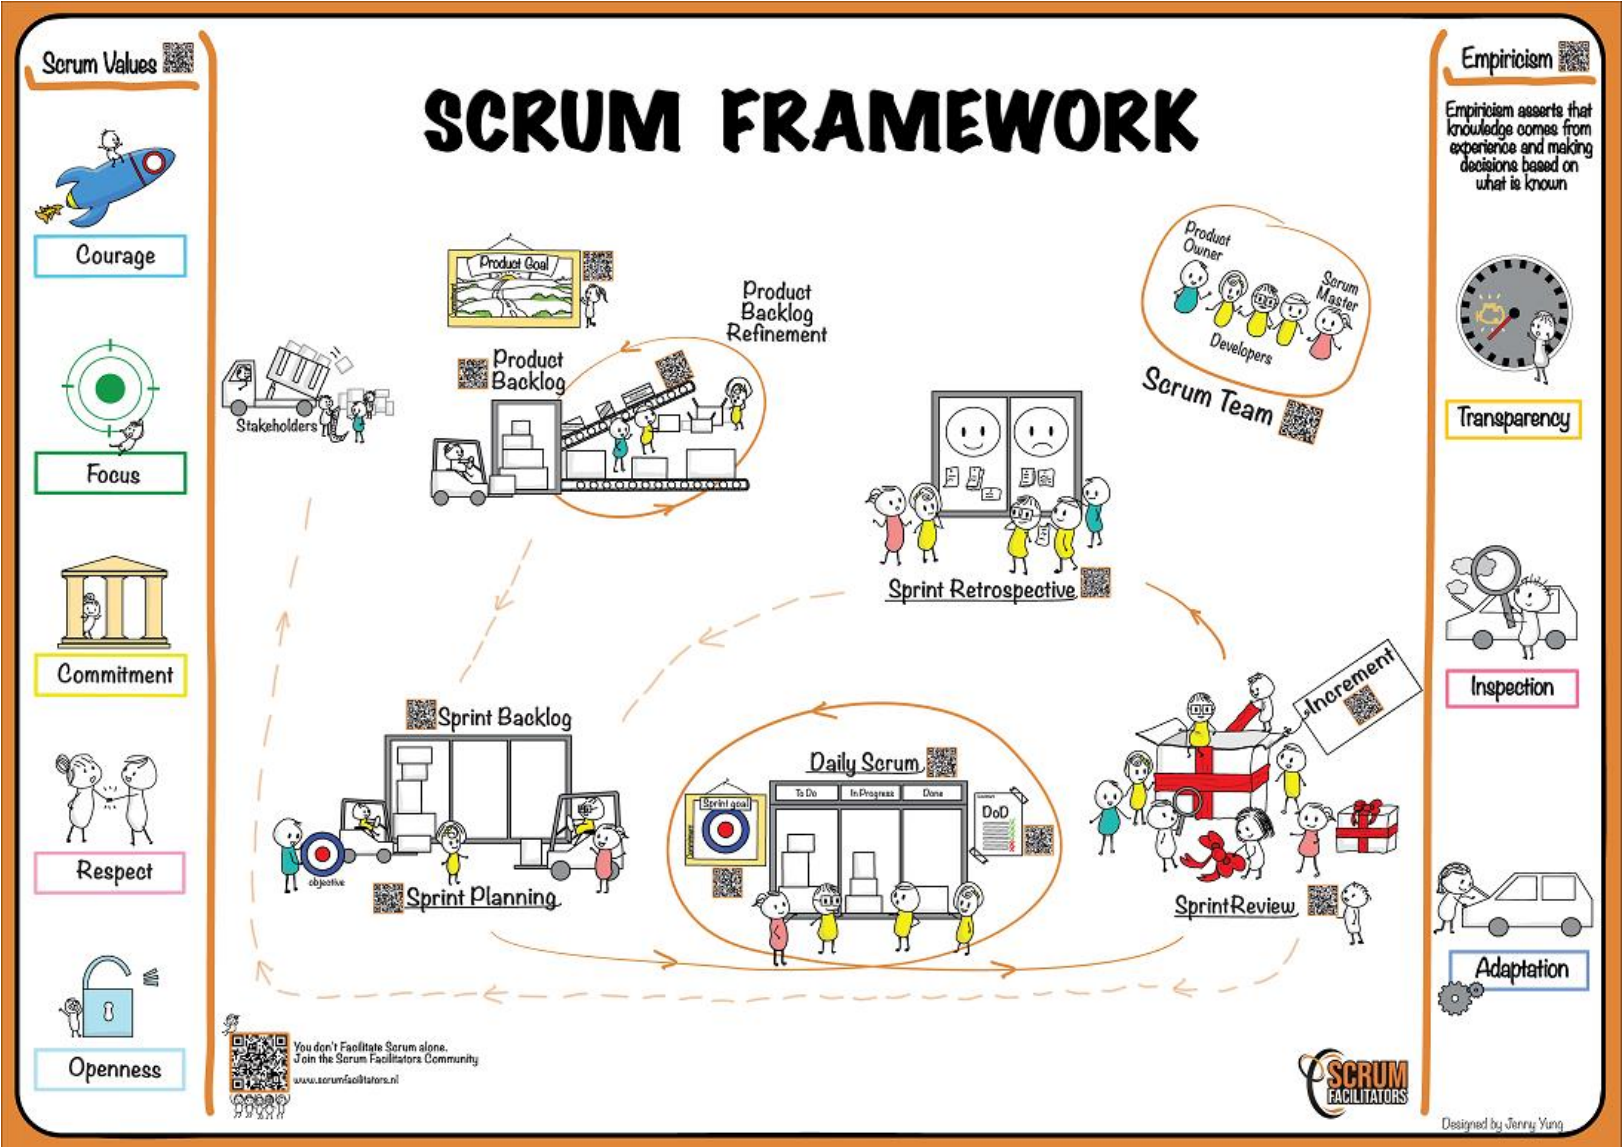 Scrum Values
Courage
Focus
Commitment
Respect
Openness
SCRUM FRAMEWORK
Product Goal
Product
Backlog
Product
Backlog
Refinement
Stakeholders
Product
Owner
Scrum
Master
Developers
Scrum Team
Sprint Retrospective
Sprint Backlog
objective
Sprint Planning
Daily Scrum
Sprint goal
To Do
In Progress
Done
DoD
Increment
Sprint Review
You don't Facilitate Scrum alone.
Join the Scrum Facilitators Community
www.scrumfacilitators.nl
SCRUM
FACILITATORS
Empiricism
Empiricism asserts that
knowledge comes from
experience and making
decisions based on
what is known
Transparency
Inspection
Adaptation
Designed by Jenny Yung